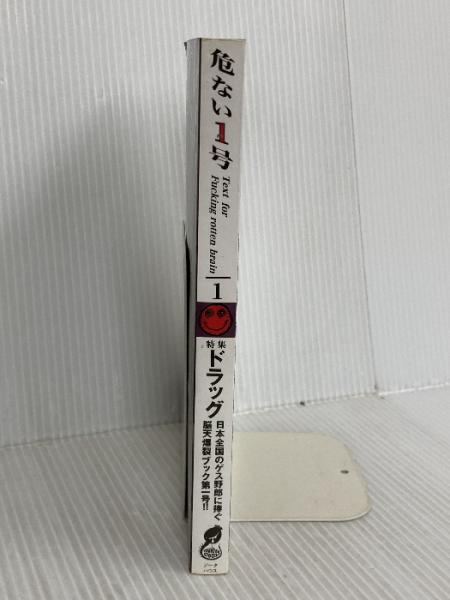 危ない1号
Text for
Fucking rotten brain
1
特集
ドラッグ
日本全国のゲス野郎に捧ぐ
脳天爆裂ブック第一号!!
データ
ハウス